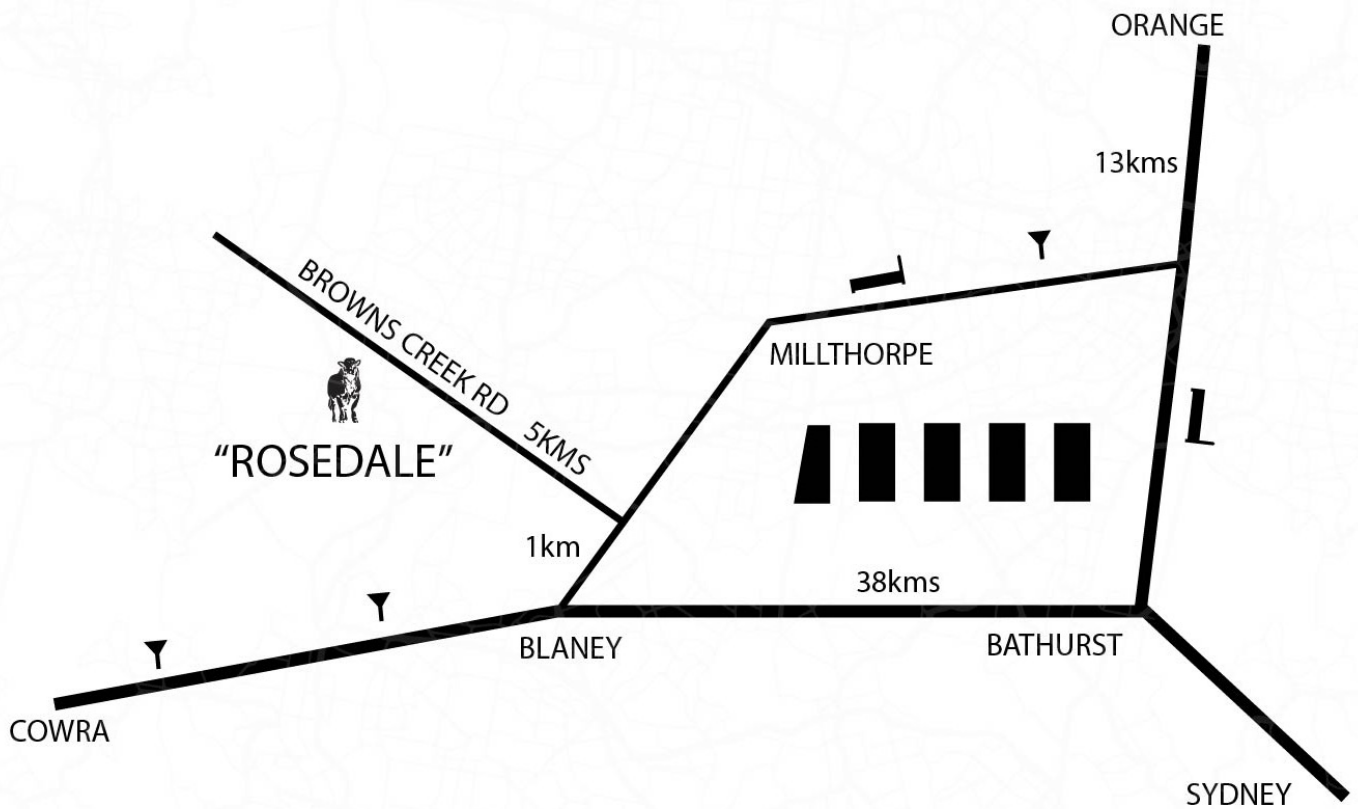 ORANGE
13kms
BROWNS CREEK RD 5KMS
MILLTHORPE
“ROSEDALE”
1km
38kms
BLANEY
BATHURST
COWRA
SYDNEY